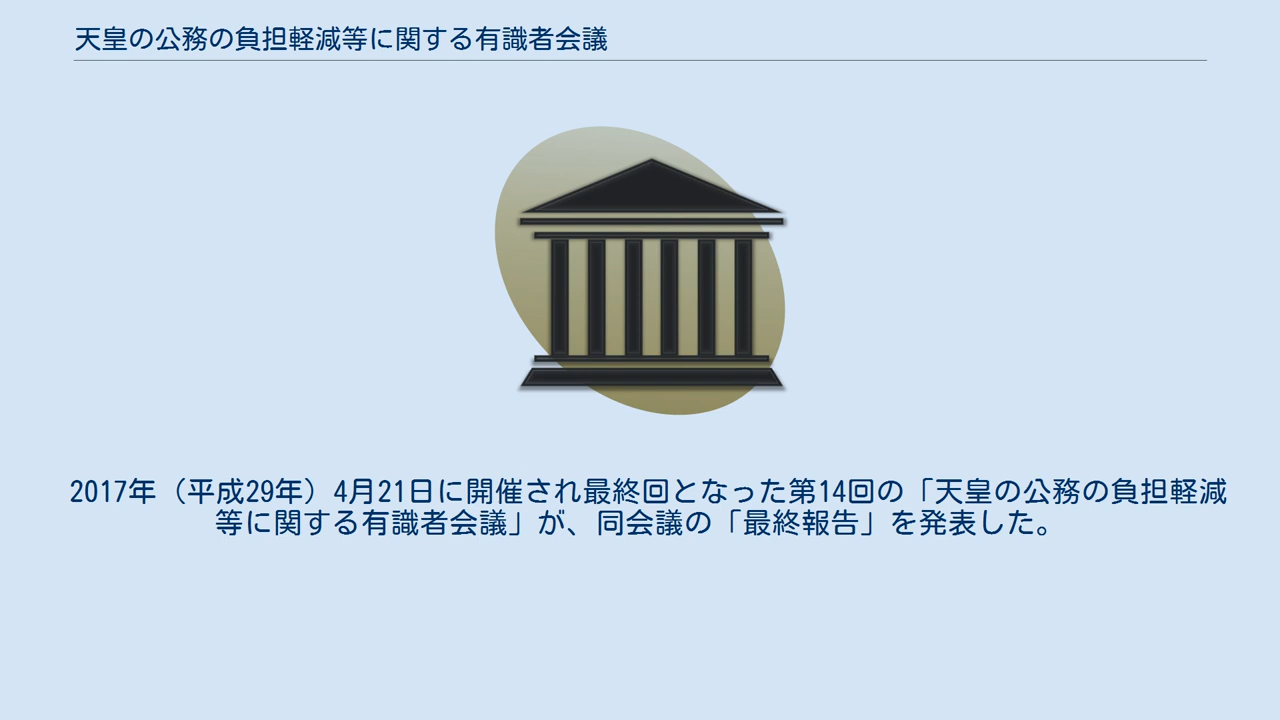 天皇の公務の負担軽減等に関する有識者会議
2017年（平成29年）4月21日に開催され最終回となった第14回の「天皇の公務の負担軽減
等に関する有識者会議」が、同会議の「最終報告」を発表した。